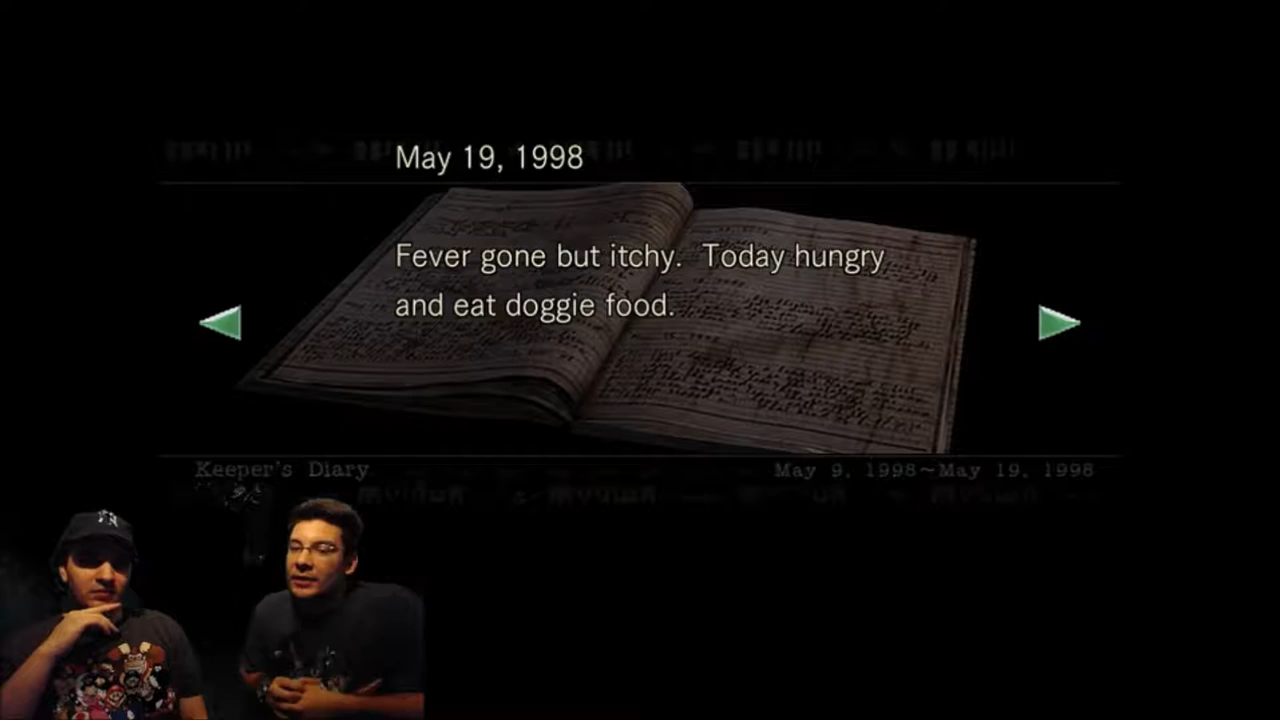 May 19, 1998
Fever gone but itchy. Today hungry
and eat doggie food.
Keeper's Diary
May 9, 1998~May 19, 1998